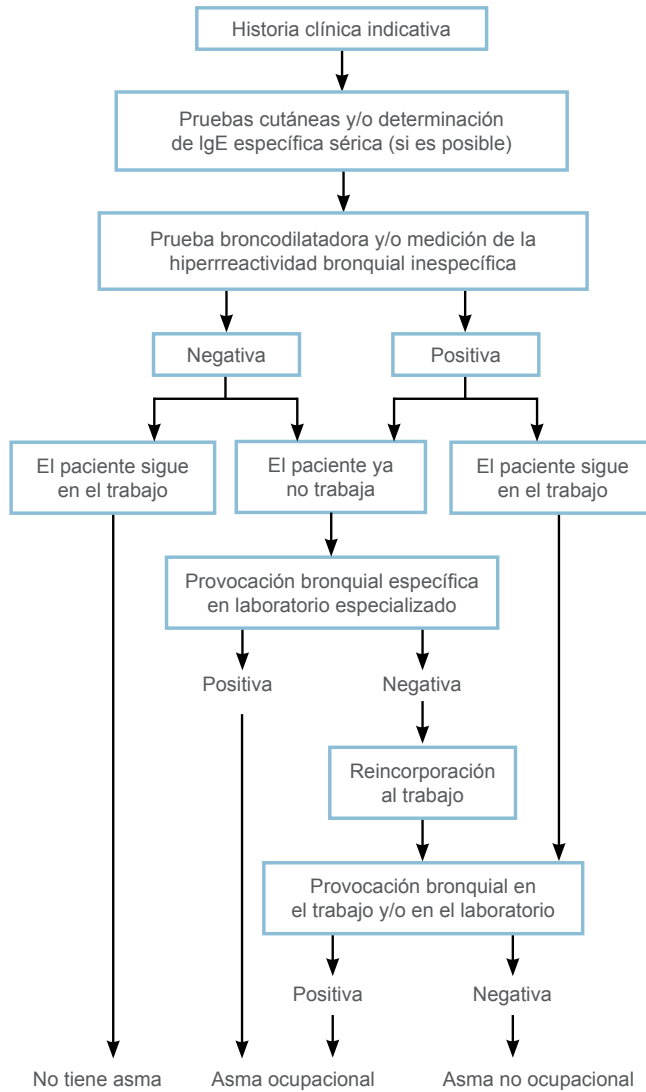 Historia clínica indicativa
Pruebas cutáneas y/o determinación
de IgE específica sérica (si es posible)
Prueba broncodilatadora y/o medición de la
hiperrreactividad bronquial inespecífica
Negativa
Positiva
El paciente sigue
en el trabajo
El paciente ya
no trabaja
El paciente sigue
en el trabajo
Provocación bronquial específica
en laboratorio especializado
Positiva
Negativa
Reincorporación
al trabajo
Provocación bronquial en
el trabajo y/o en el laboratorio
Positiva
Negativa
No tiene asma
Asma ocupacional
Asma no ocupacional